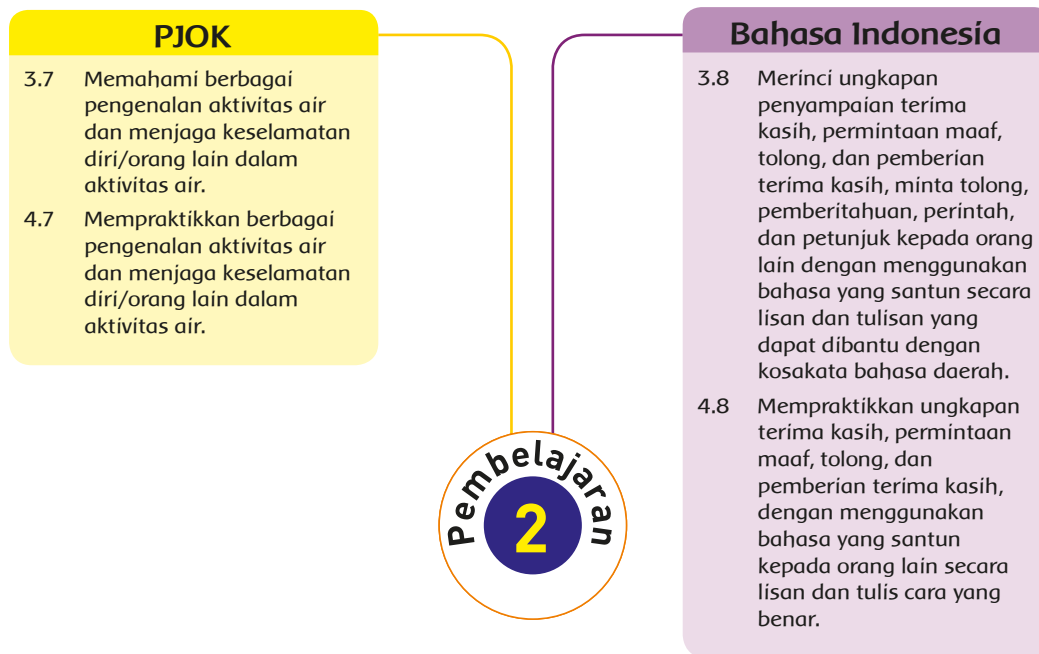 PJOK
3.7 Memahami berbagai
pengenalan aktivitas air
dan menjaga keselamatan
diri/orang lain dalam
aktivitas air.
4.7 Mempraktikkan berbagai
pengenalan aktivitas air
dan menjaga keselamatan
diri/orang lain dalam
aktivitas air.
Bahasa Indonesia
3.8 Merinci ungkapan
penyampaian terima
kasih, permintaan maaf,
tolong, dan pemberian
terima kasih, minta tolong,
pemberitahuan, perintah,
dan petunjuk kepada orang
lain dengan menggunakan
bahasa yang santun secara
lisan dan tulisan yang
dapat dibantu dengan
kosakata bahasa daerah.
4.8 Mempraktikkan ungkapan
terima kasih, permintaan
maaf, tolong, dan
pemberian terima kasih,
dengan menggunakan
bahasa yang santun
kepada orang lain secara
lisan dan tulis cara yang
benar.
Pembelajaran
2